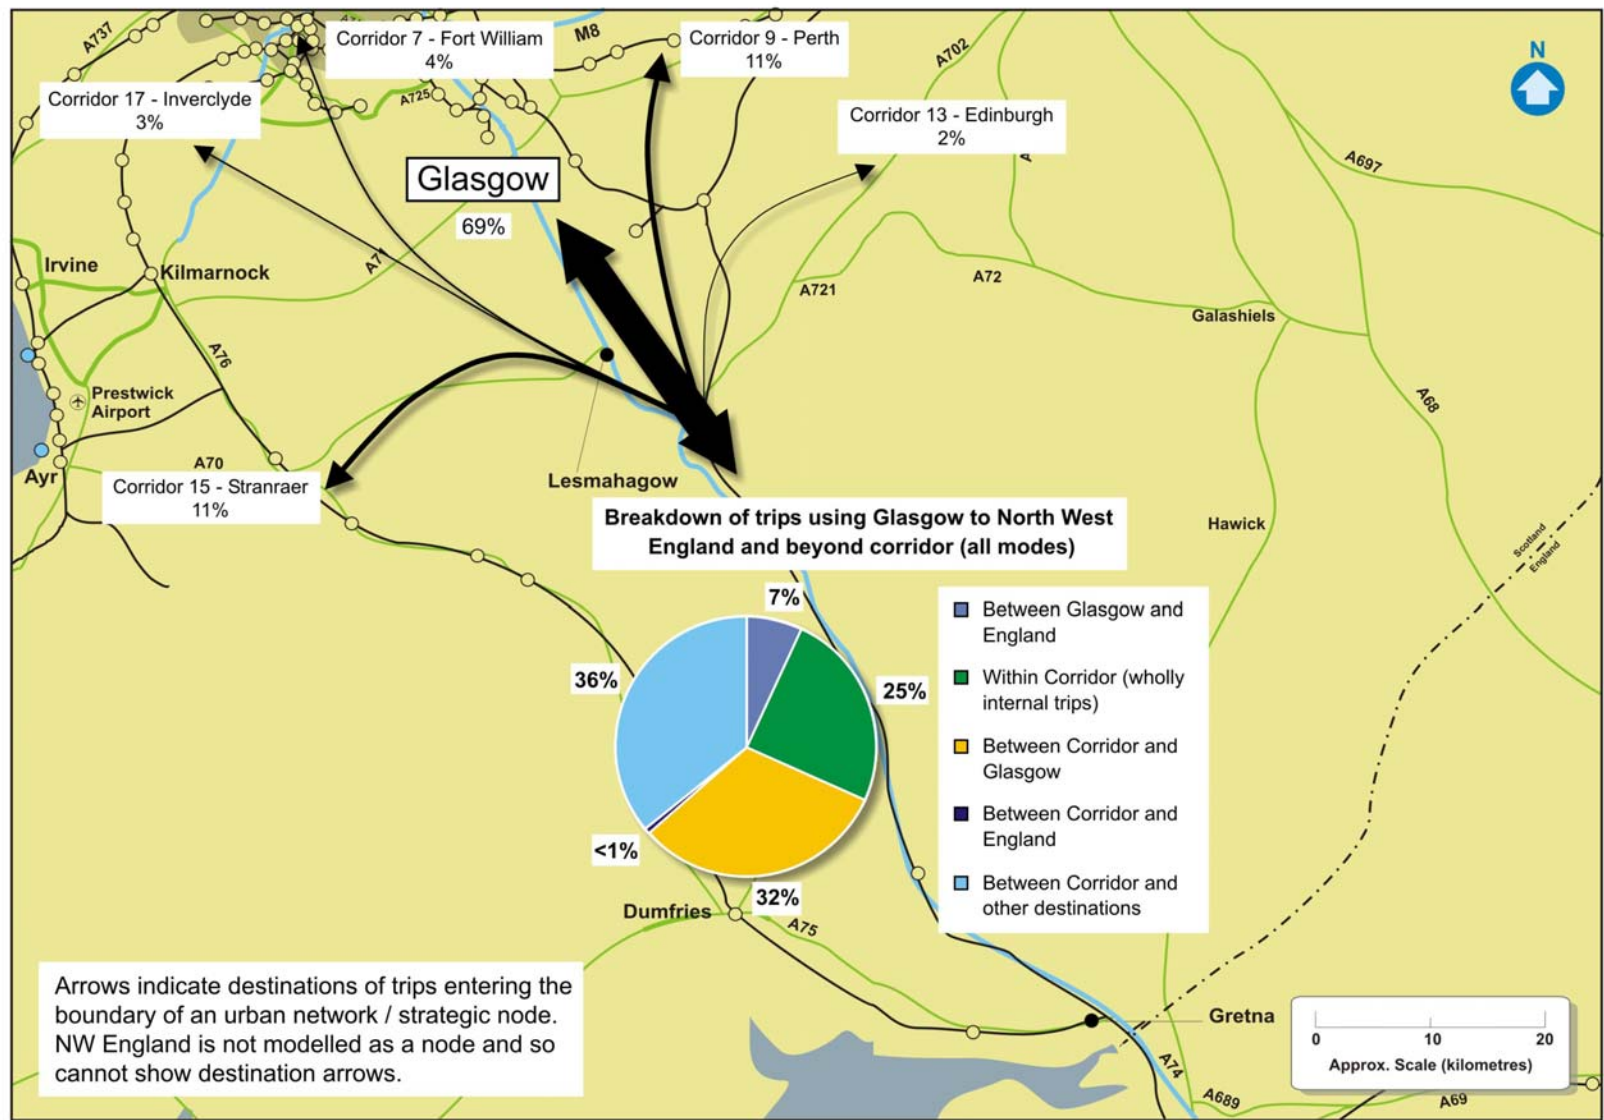 A737
Corridor 7 - Fort William
4%
M8
Corridor 9 - Perth
11%
A702
N
Corridor 17 - Inverclyde
3%
A725
Corridor 13 - Edinburgh
2%
A697
Glasgow
69%
Irvine
Kilmarnock
A71
A721
A72
Galashiels
A76
Prestwick
Airport
A68
A70
Ayr
Corridor 15 - Stranraer
11%
Lesmahagow
Breakdown of trips using Glasgow to North West
England and beyond corridor (all modes)
Hawick
Scotland
England
7%
36%
25%
<1%
32%
Between Glasgow and
England
Within Corridor (wholly
internal trips)
Between Corridor and
Glasgow
Between Corridor and
England
Between Corridor and
other destinations
Dumfries
A75
Arrows indicate destinations of trips entering the
boundary of an urban network / strategic node.
NW England is not modelled as a node and so
cannot show destination arrows.
Gretna
0 10 20
Approx. Scale (kilometres)
A74
A689
A69